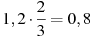 1,2 · 2/3 = 0,8